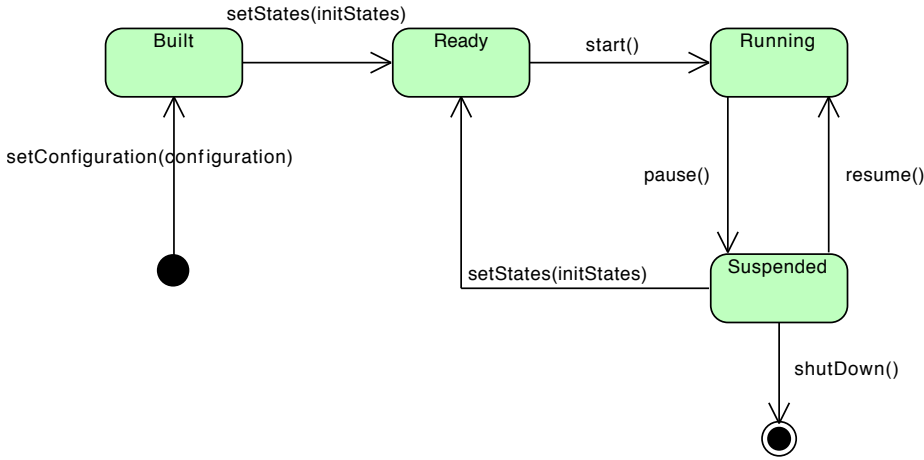 setStates(initStates)
Built
Ready
Running
start()
setConfiguration(configuration)
pause()
resume()
setStates(initStates)
Suspended
shutDown()